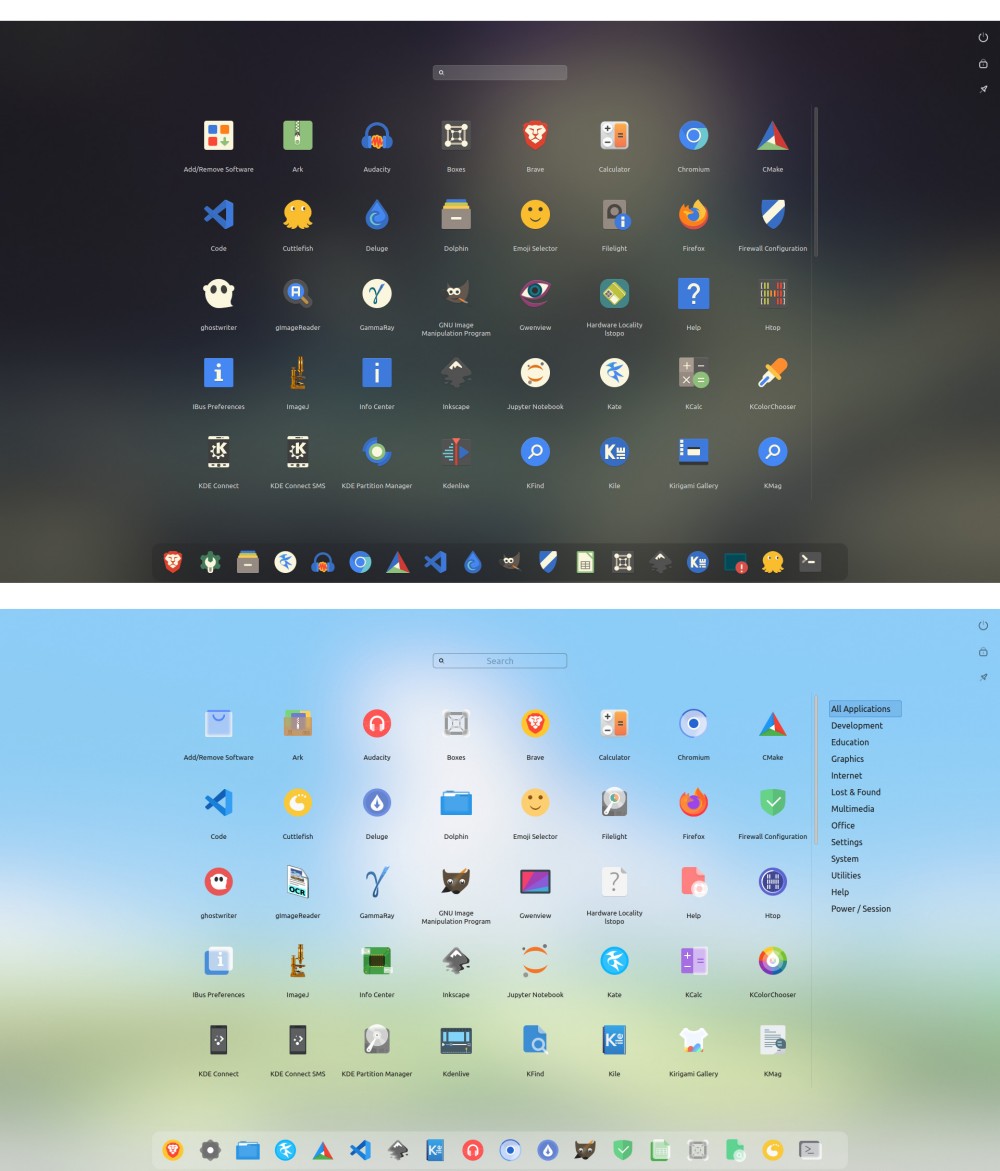 Add/Remove Software Ark Audacity Boxes Brave Calculator Chromium CMake
Code Cuttlefish Deluge Dolphin Emoji Selector Filelight Firefox Firewall Configuration
ghostwriter gImageReader GammaRay GNU Image Manipulation Program Gwenview Hardware Locality lstopo Help Htop
IBus Preferences ImageJ Info Center Inkscape Jupyter Notebook Kate KCalc KColorChooser
KDE Connect KDE Connect SMS KDE Partition Manager Kdenlive KFind Kile Kirigami Gallery KMag
Search
Add/Remove Software Ark Audacity Boxes Brave Calculator Chromium CMake
Code Cuttlefish Deluge Dolphin Emoji Selector Filelight Firefox Firewall Configuration
OCR
ghostwriter gImageReader GammaRay GNU Image Manipulation Program Gwenview Hardware Locality lstopo Help Htop
IBus Preferences ImageJ Info Center Inkscape Jupyter Notebook Kate KCalc KColorChooser
KDE Connect KDE Connect SMS KDE Partition Manager Kdenlive KFind Kile Kirigami Gallery KMag
All Applications
Development
Education
Graphics
Internet
Lost & Found
Multimedia
Office
Settings
System
Utilities
Help
Power / Session